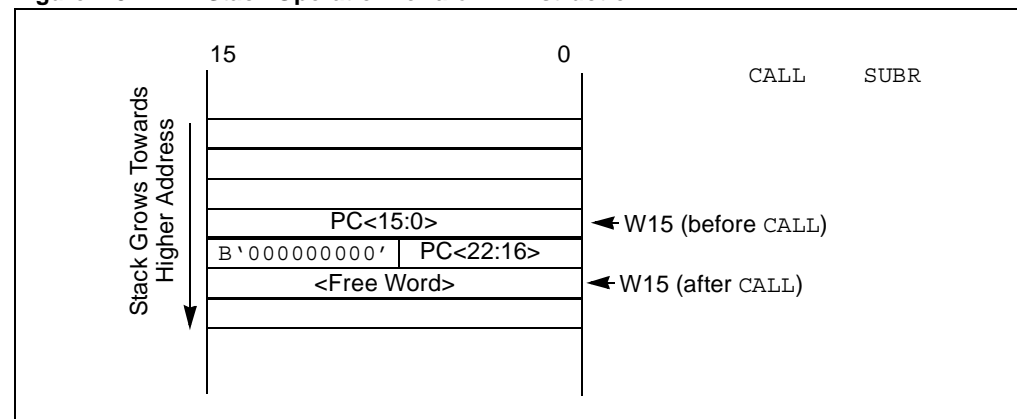 15 0
CALL SUBR
Stack Grows Towards
Higher Address
PC<15:0>
W15 (before CALL)
B'000000000' PC<22:16>
<Free Word>
W15 (after CALL)